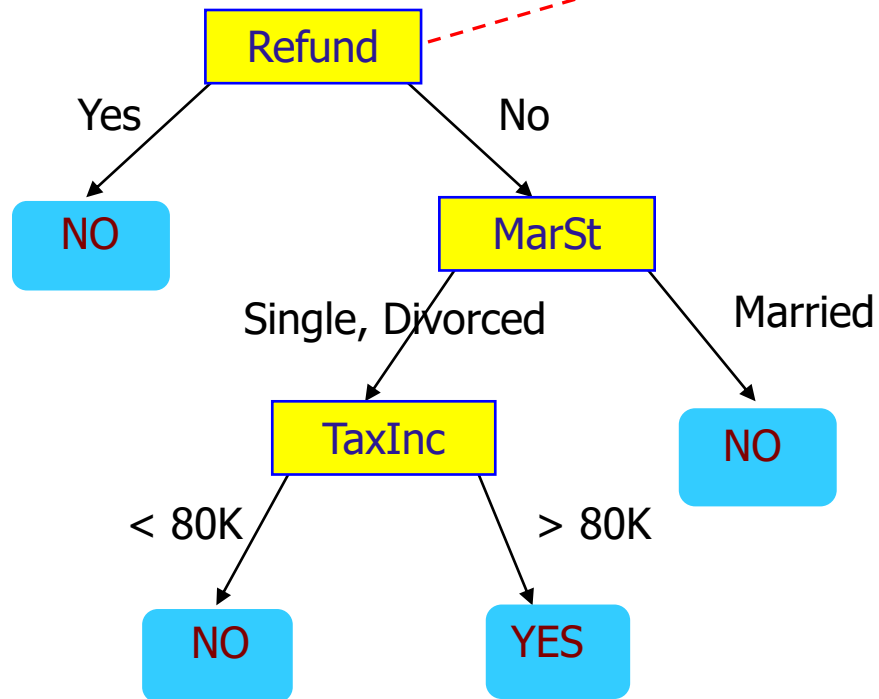 Refund
Yes
No
NO
MarSt
Single, Divorced
Married
TaxInc
NO
< 80K
> 80K
NO
YES